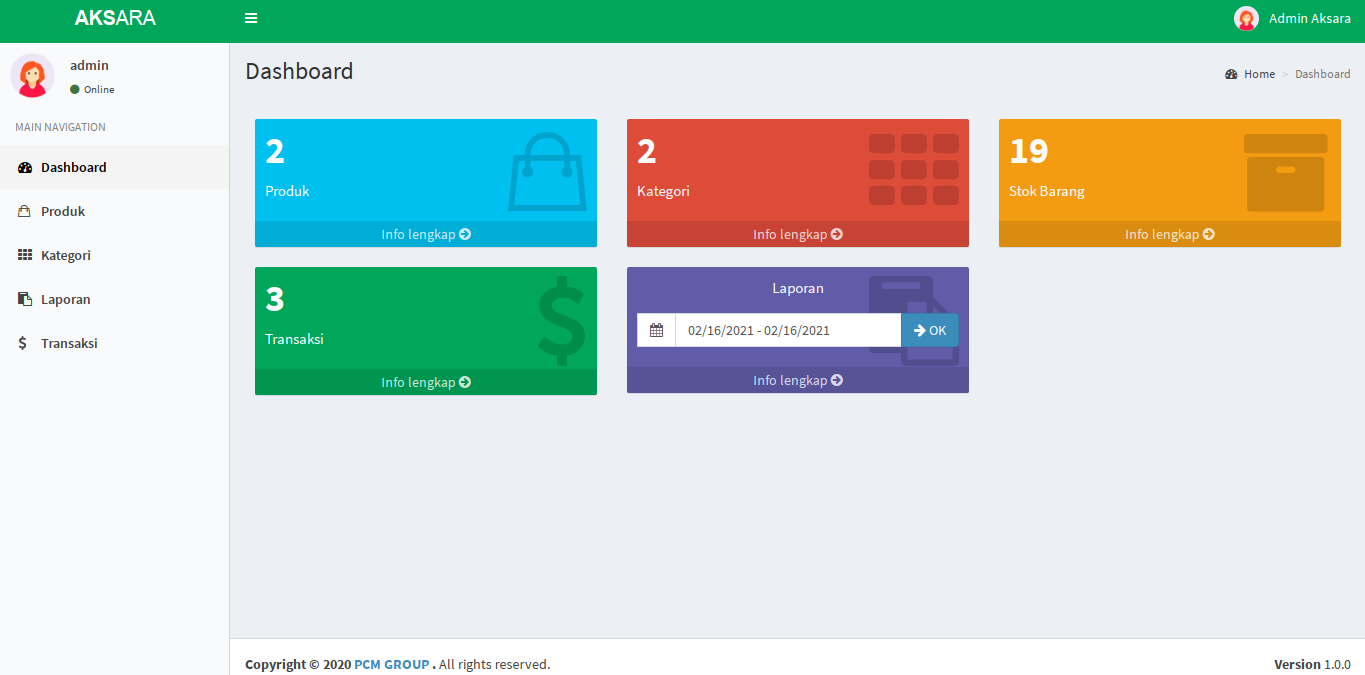 AKSARA
Admin Aksara
admin
Online
MAIN NAVIGATION
Dashboard
Produk
Kategori
Laporan
Transaksi
Dashboard
Home > Dashboard
2
Produk
Info lengkap
2
Kategori
Info lengkap
19
Stok Barang
Info lengkap
3
Transaksi
Info lengkap
Laporan
02/16/2021 - 02/16/2021
OK
Info lengkap
Copyright © 2020 PCM GROUP . All rights reserved.
Version 1.0.0